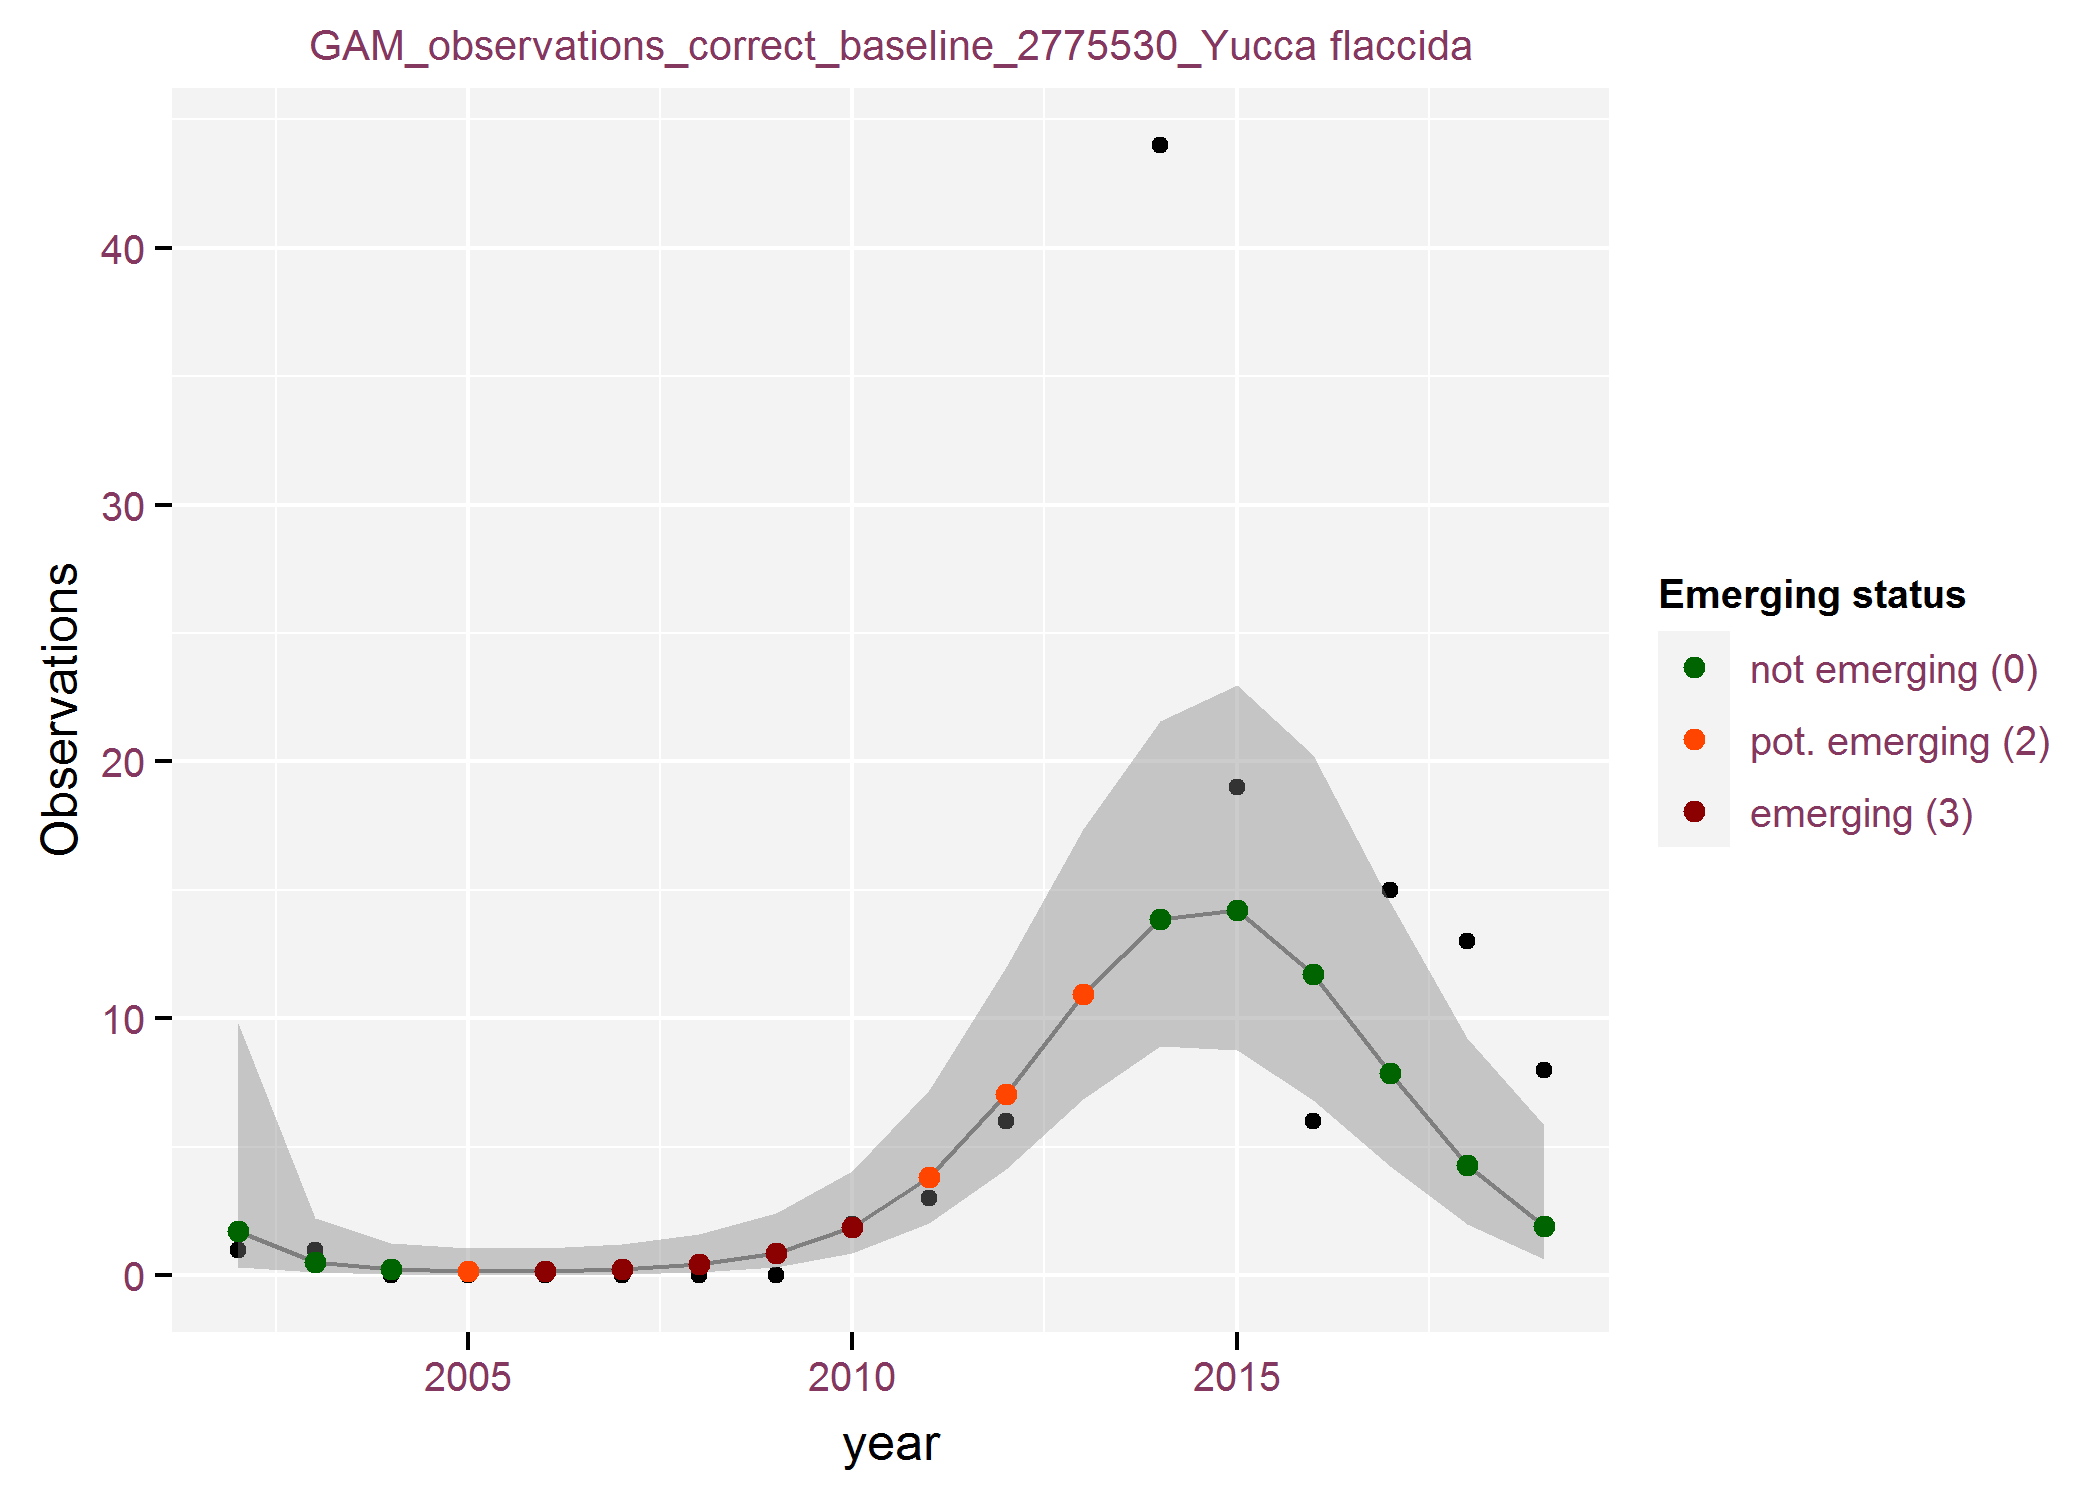 GAM_observations_correct_baseline_2775530_Yucca flaccida
Observations
40
30
20
10
0
2005
2010
2015
year
Emerging status
not emerging (0)
pot. emerging (2)
emerging (3)